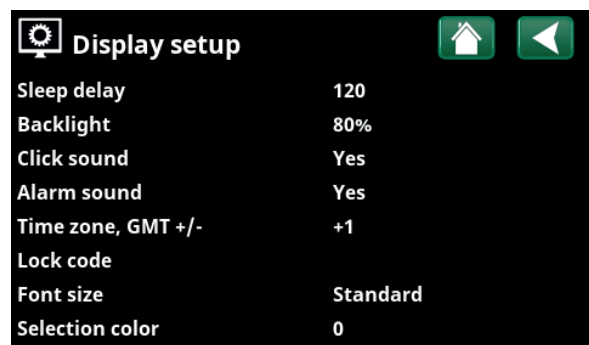 Display setup
Sleep delay 120
Backlight 80%
Click sound Yes
Alarm sound Yes
Time zone, GMT +/- +1
Lock code
Font size Standard
Selection color 0